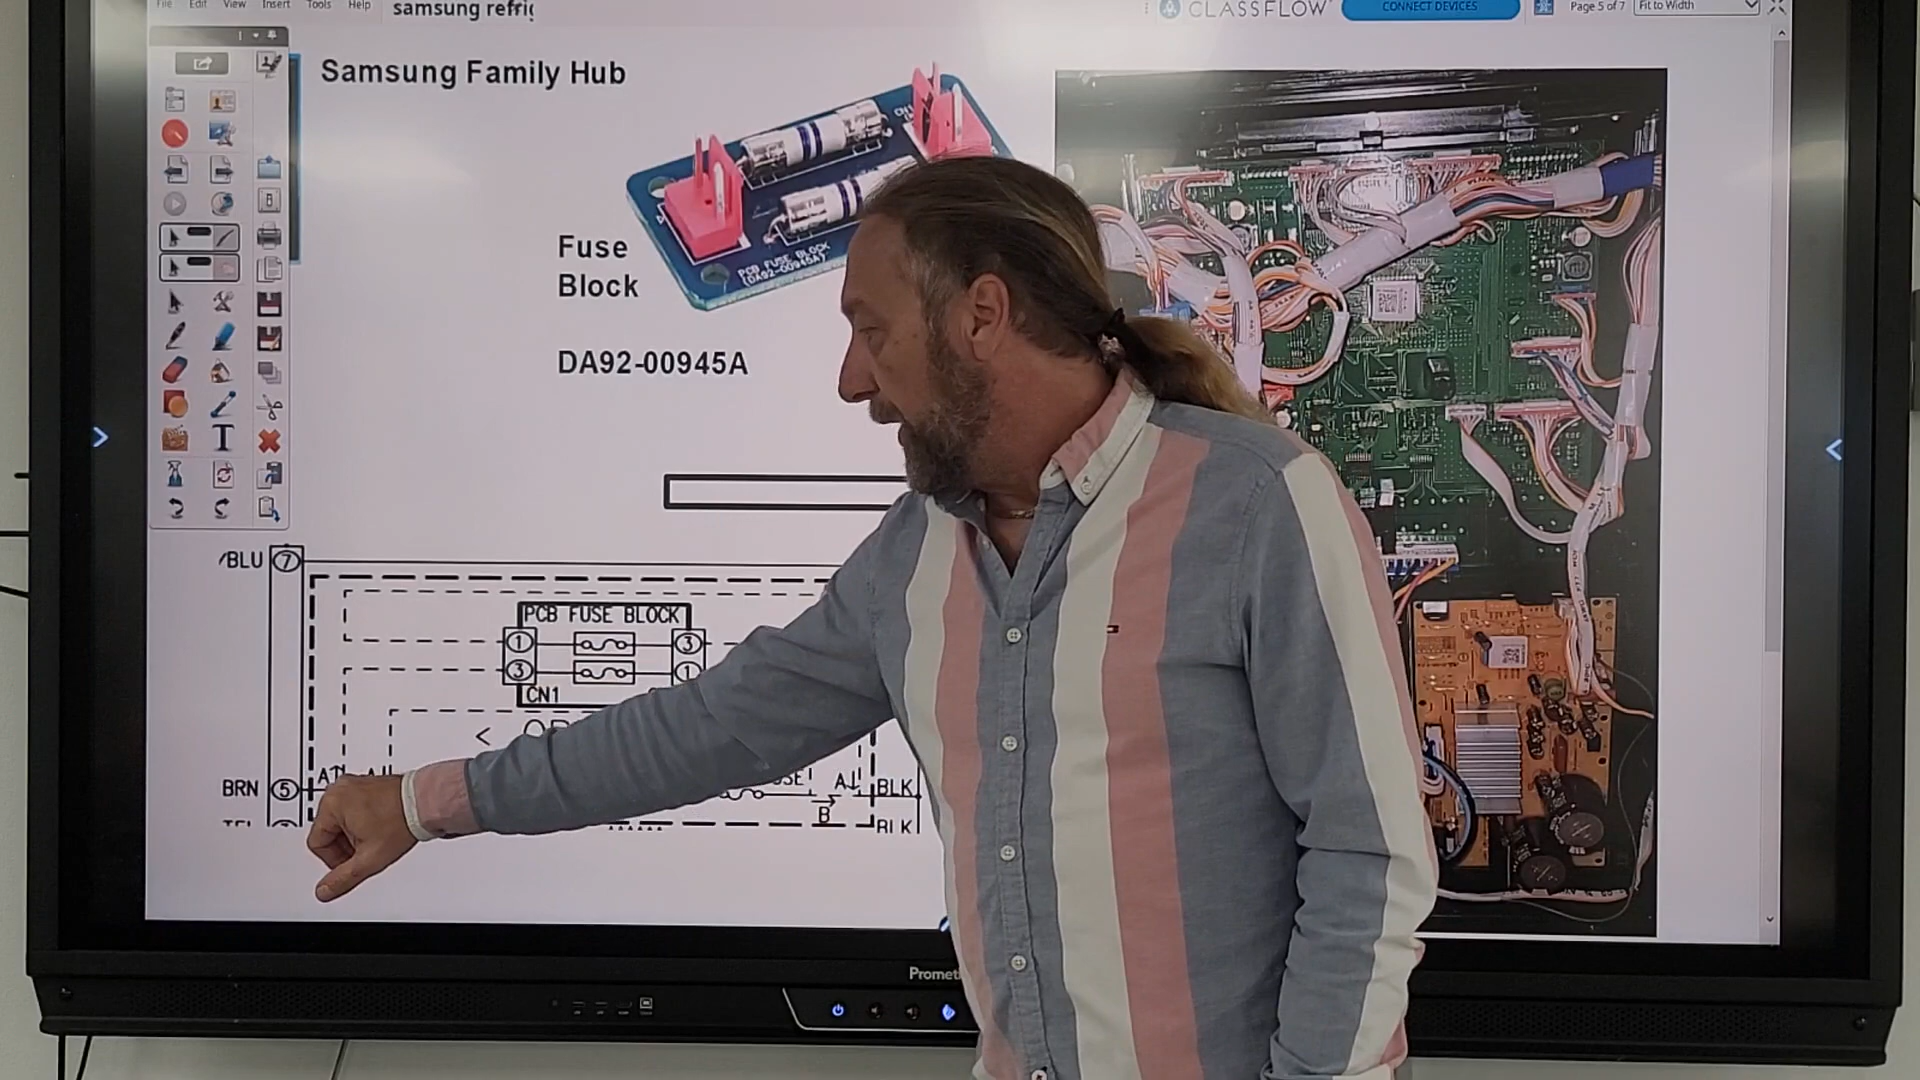 File Edit View Insert Tools Help
samsung refrig
CLASSFLOW
CONNECT DEVICES
Page 5 of 7
Fit to Width
Samsung Family Hub
CN1
PCB FUSE BLOCK
(DA92-00945A)
Fuse
Block
DA92-00945A
T
/BLU 7
PCB FUSE BLOCK
1 3
3 1
CN1
<
BRN 5
A BLK
B
BLK
Promet